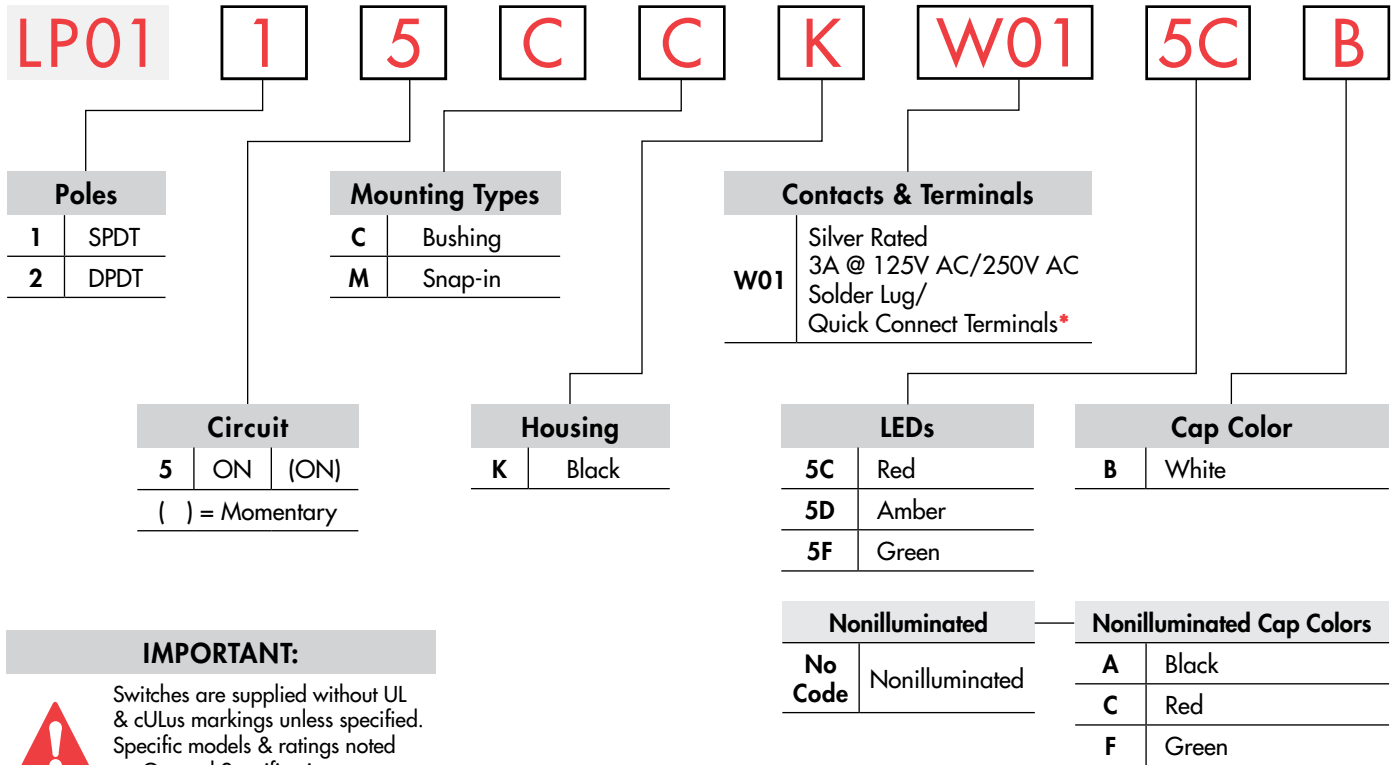 LP01 1 5 C C K W01 5C B
Poles
1 SPDT
2 DPDT
Mounting Types
C Bushing
M Snap-in
Contacts & Terminals
W01 Silver Rated
3A @ 125V AC/250V AC
Solder Lug/
Quick Connect Terminals*
Circuit
5 ON (ON)
( ) = Momentary
Housing
K Black
LEDs
5C Red
5D Amber
5F Green
Cap Color
B White
Nonilluminated
No Code Nonilluminated
Nonilluminated Cap Colors
A Black
C Red
F Green
IMPORTANT:
Switches are supplied without UL
& cULus markings unless specified.
Specific models & ratings noted